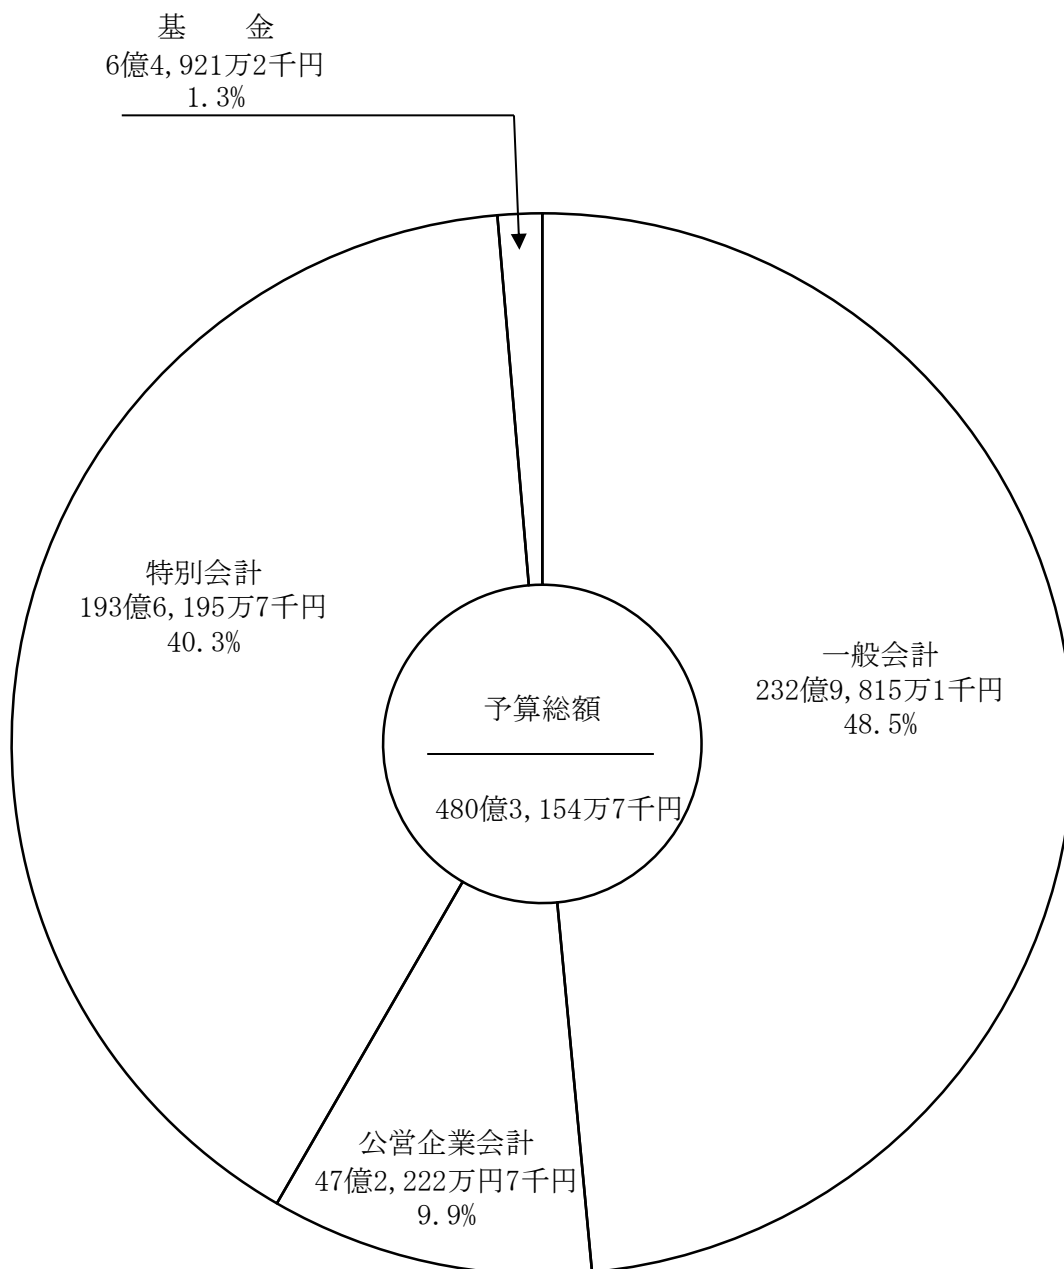 基 金
6億4,921万2千円
1.3%
特別会計
193億6,195万7千円
40.3%
一般会計
232億9,815万1千円
48.5%
予算総額
480億3,154万7千円
公営企業会計
47億2,222万円7千円
9.9%